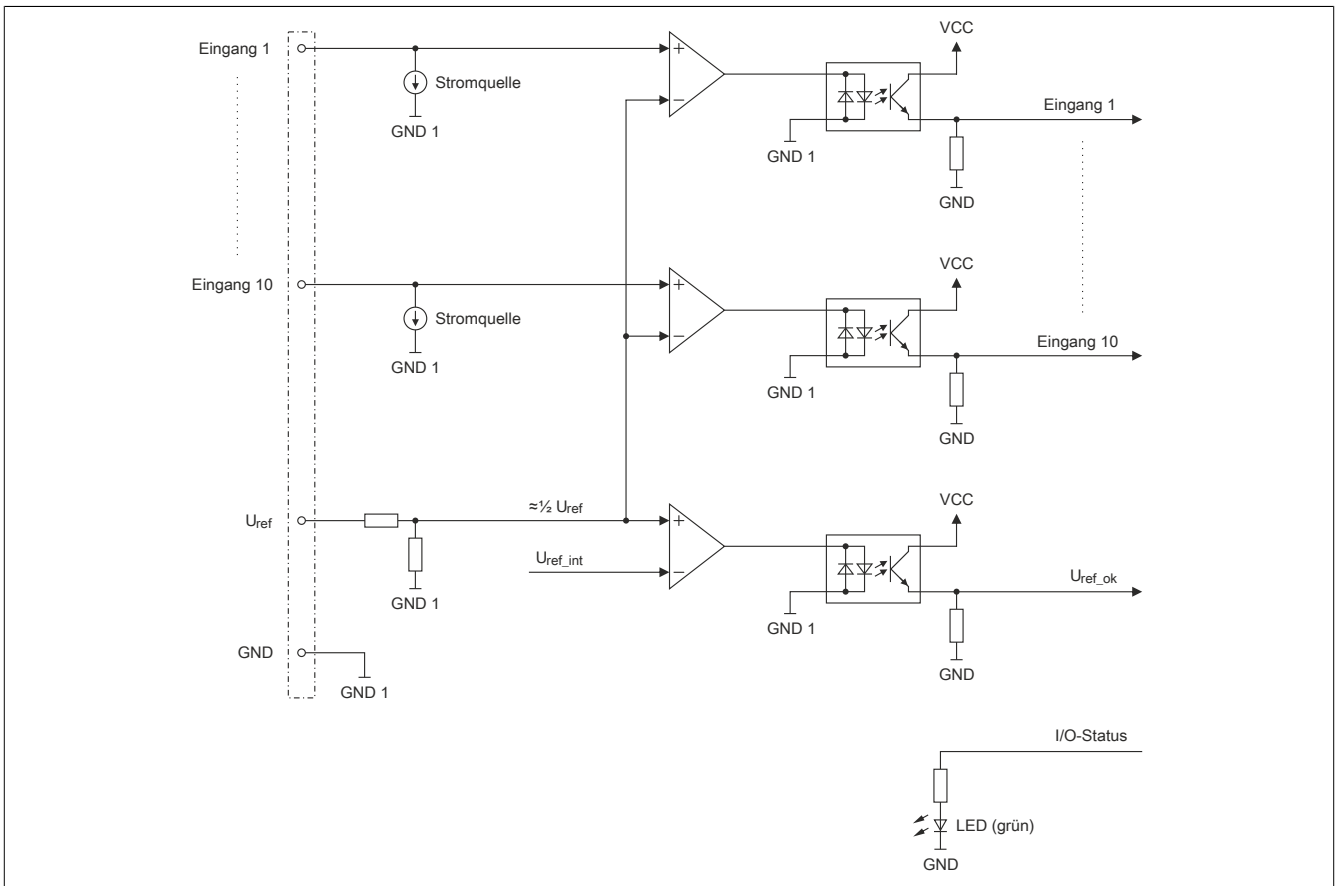 VCC
Eingang 1
+
Stromquelle
−
Eingang 1
GND 1
GND 1
GND
VCC
Eingang 10
+
Stromquelle
−
Eingang 10
GND 1
GND 1
GND
VCC
≈½ Uref
Uref
+
Uref_int
−
Uref_ok
GND 1
GND 1
GND
GND
GND 1
I/O-Status
LED (grün)
GND